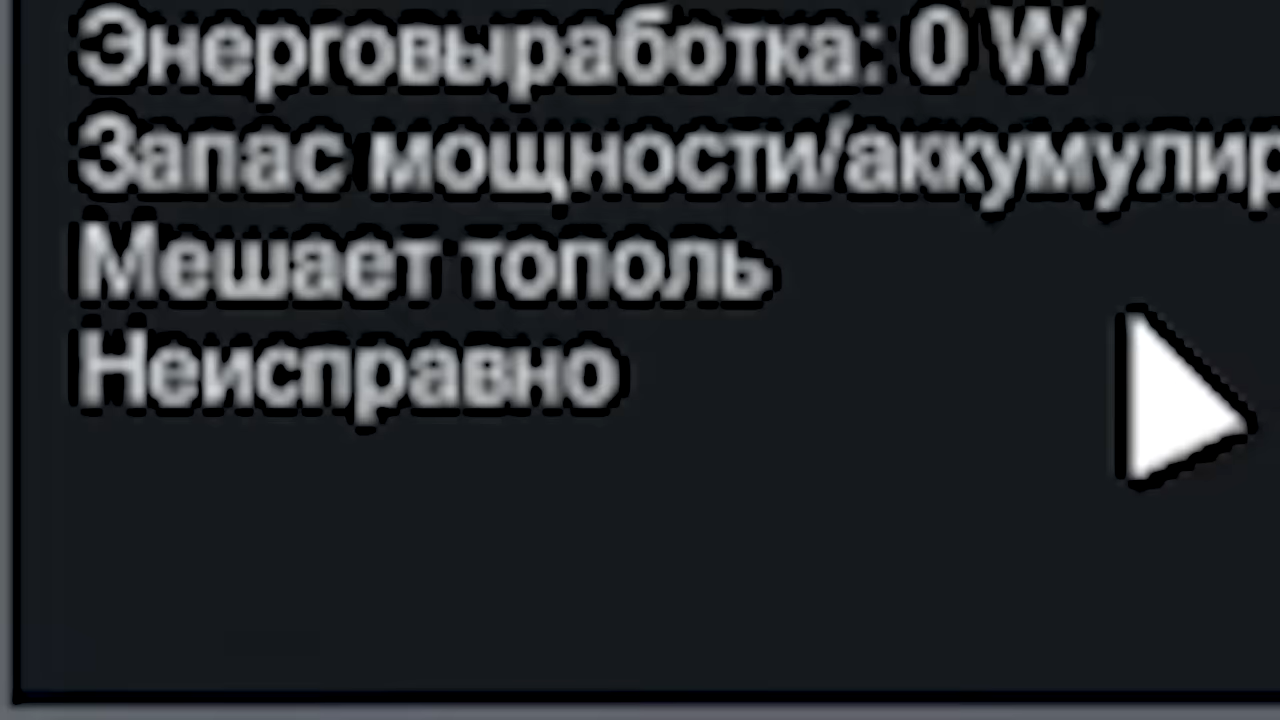 Энерговыработка: 0 W
Запас мощности/аккумулир
Мешает тополь
Неисправно